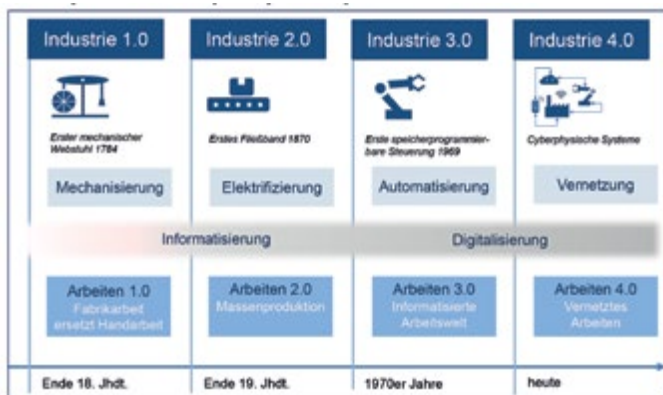 Industrie 1.0
Industrie 2.0
Industrie 3.0
Industrie 4.0
Erster mechanischer
Webstuhl 1784
Erstes Fließband 1870
Erste speicherprogrammier-
bare Steuerung 1969
Cyberphysische Systeme
Mechanisierung
Elektrifizierung
Automatisierung
Vernetzung
Informatisierung
Digitalisierung
Arbeiten 1.0
Fabrikarbeit
ersetzt Handarbeit
Arbeiten 2.0
Massenproduktion
Arbeiten 3.0
Informatisierte
Arbeitswelt
Arbeiten 4.0
Vernetztes
Arbeiten
Ende 18. Jhdt.
Ende 19. Jhdt.
1970er Jahre
heute